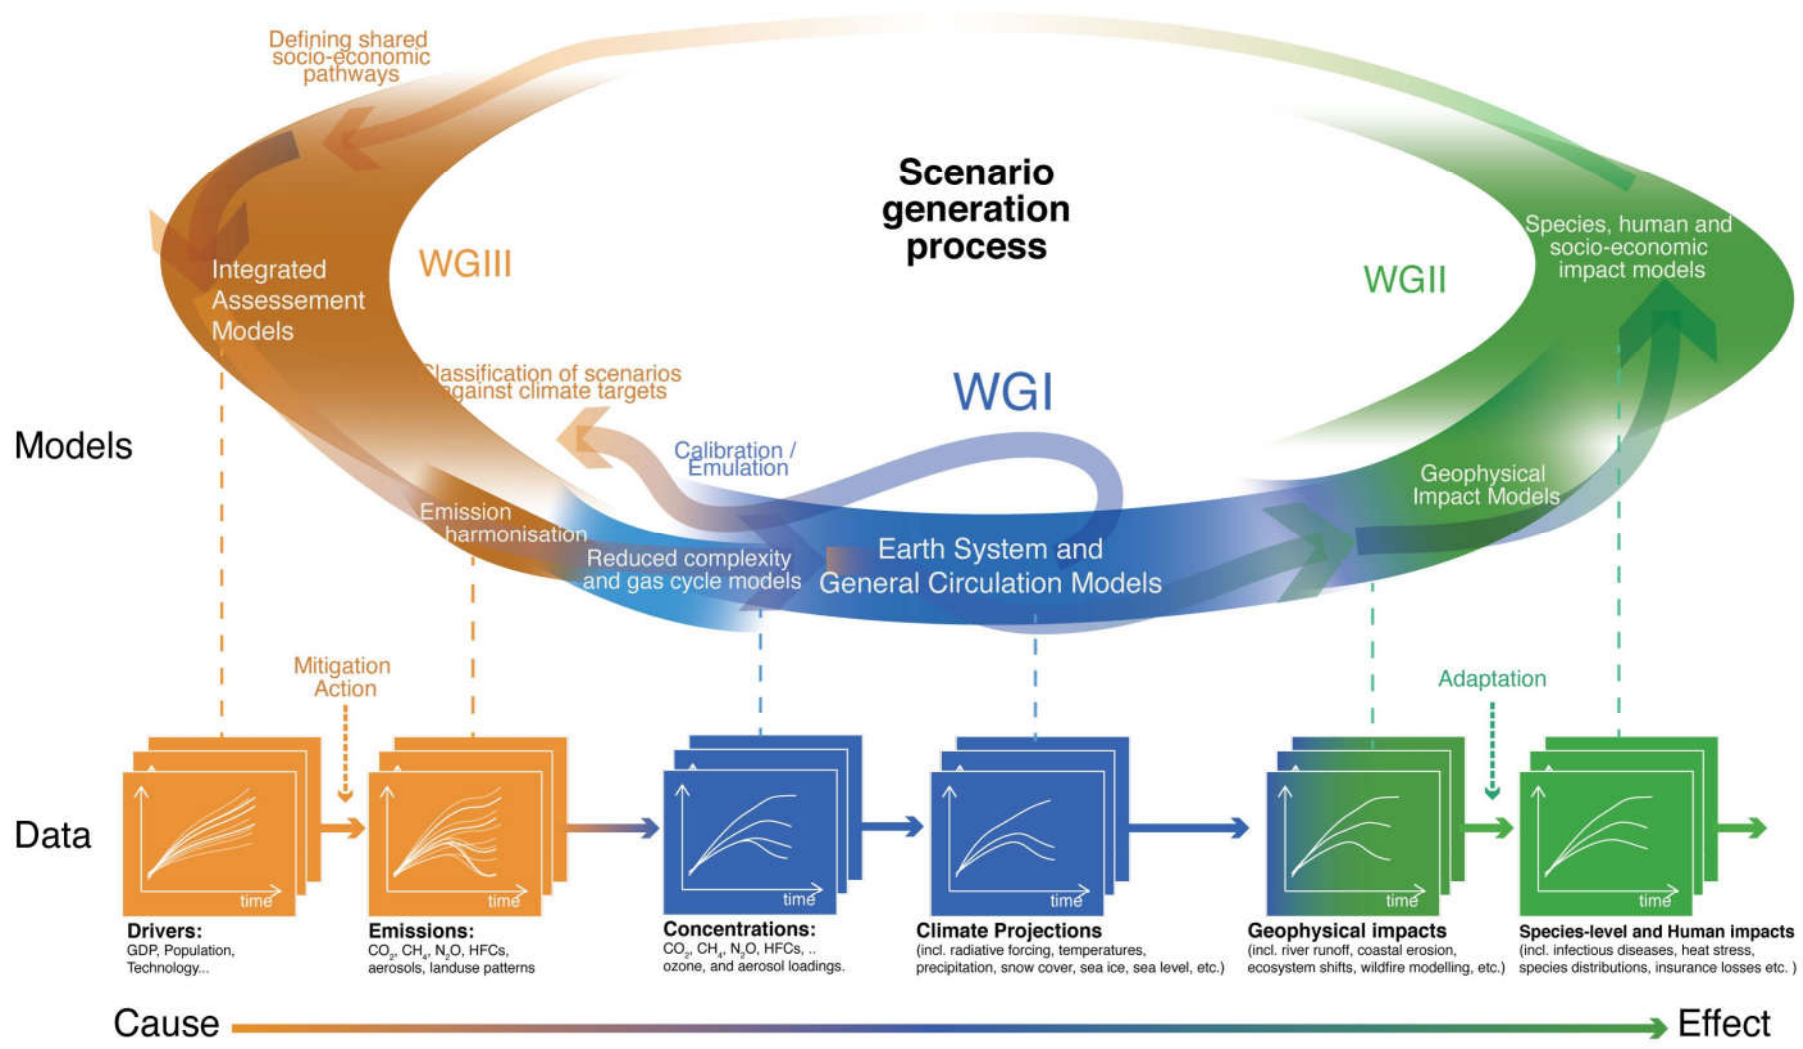 Defining shared
socio-economic
pathways
Scenario
generation
process
WGIII
WGII
WGI
Integrated
Assessement
Models
Species, human and
socio-economic
impact models
Classification of scenarios
against climate targets
Calibration /
Emulation
Models
Emission
harmonisation
Reduced complexity
and gas cycle models
Earth System and
General Circulation Models
Geophysical
Impact Models
Mitigation
Action
Adaptation
Data
time
time
time
time
time
time
Drivers:
GDP, Population,
Technology...
Emissions:
CO₂, CH₄, N₂O, HFCs,
aerosols, landuse patterns
Concentrations:
CO₂, CH₄, N₂O, HFCs, ..
ozone, and aerosol loadings.
Climate Projections
(incl. radiative forcing, temperatures,
precipitation, snow cover, sea ice, sea level, etc.)
Geophysical impacts
(incl. river runoff, coastal erosion,
ecosystem shifts, wildfire modelling, etc.)
Species-level and Human impacts
(incl. infectious diseases, heat stress,
species distributions, insurance losses etc. )
Cause
Effect